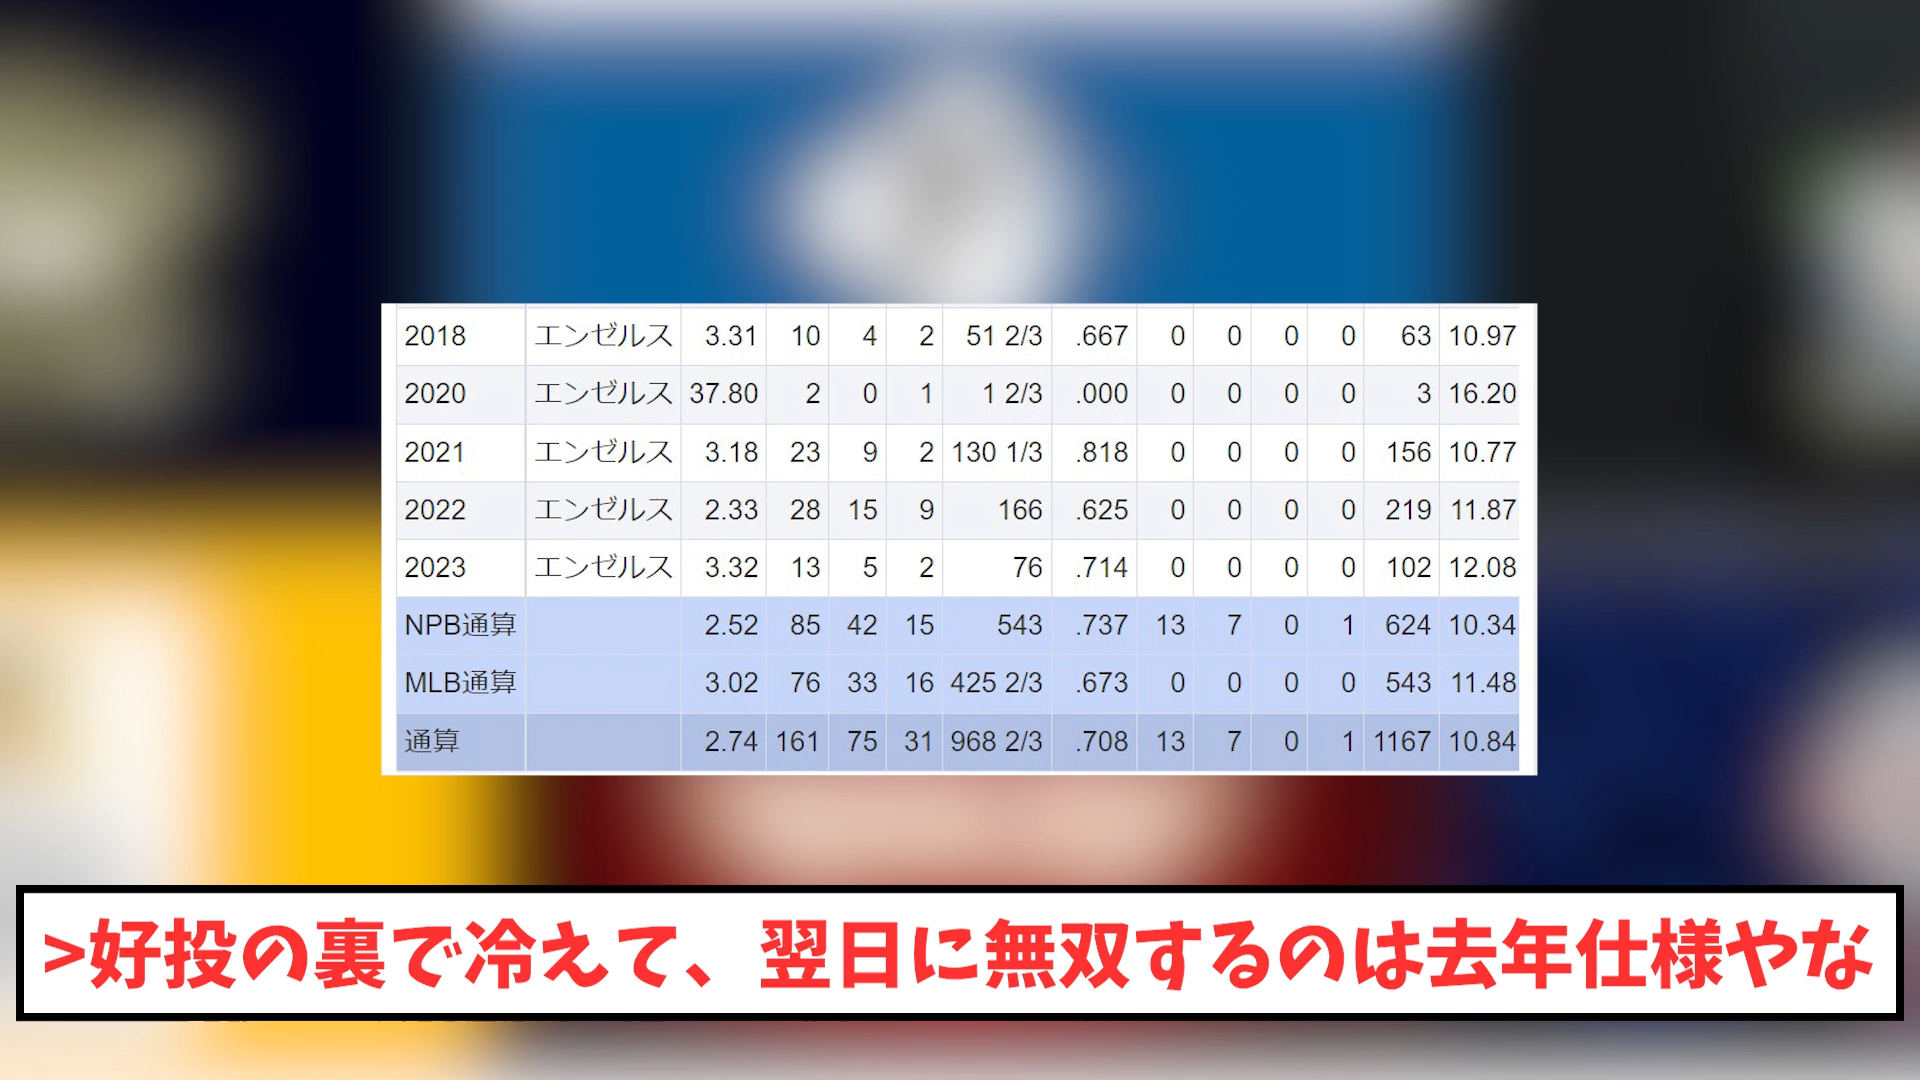 2018 エンゼルス 3.31 10 4 2 51 2/3 .667 0 0 0 0 63 10.97
2020 エンゼルス 37.80 2 0 1 1 2/3 .000 0 0 0 0 3 16.20
2021 エンゼルス 3.18 23 9 2 130 1/3 .818 0 0 0 0 156 10.77
2022 エンゼルス 2.33 28 15 9 166 .625 0 0 0 0 219 11.87
2023 エンゼルス 3.32 13 5 2 76 .714 0 0 0 0 102 12.08
NPB通算 2.52 85 42 15 543 .737 13 7 0 1 624 10.34
MLB通算 3.02 76 33 16 425 2/3 .673 0 0 0 0 543 11.48
通算 2.74 161 75 31 968 2/3 .708 13 7 0 1 1167 10.84
>好投の裏で冷えて、翌日に無双するのは去年仕様やな